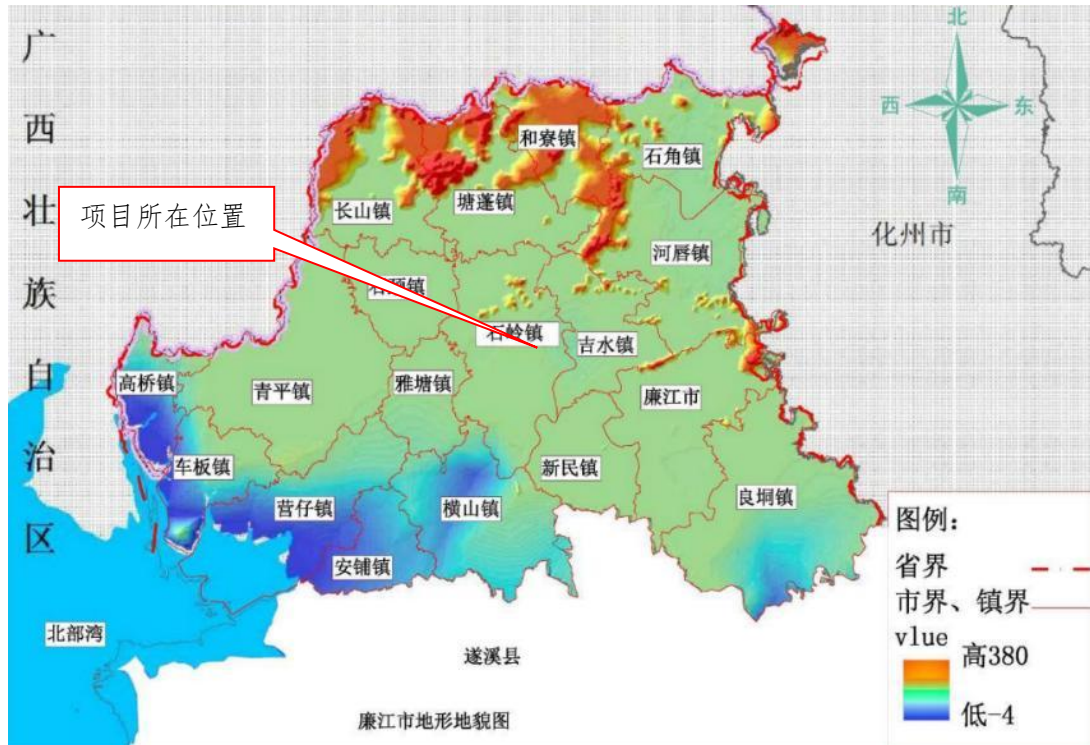 广西壮族自治区
北
西
东
南
和寮镇
石角镇
项目所在位置
长山镇
塘蓬镇
化州市
河唇镇
石颈镇
石岭镇
吉水镇
高桥镇
青平镇
雅塘镇
廉江市
车板镇
新民镇
营仔镇
横山镇
良垌镇
安铺镇
北部湾
遂溪县
廉江市地形地貌图
图例：
省界
市界、镇界
vlue
高380
低-4